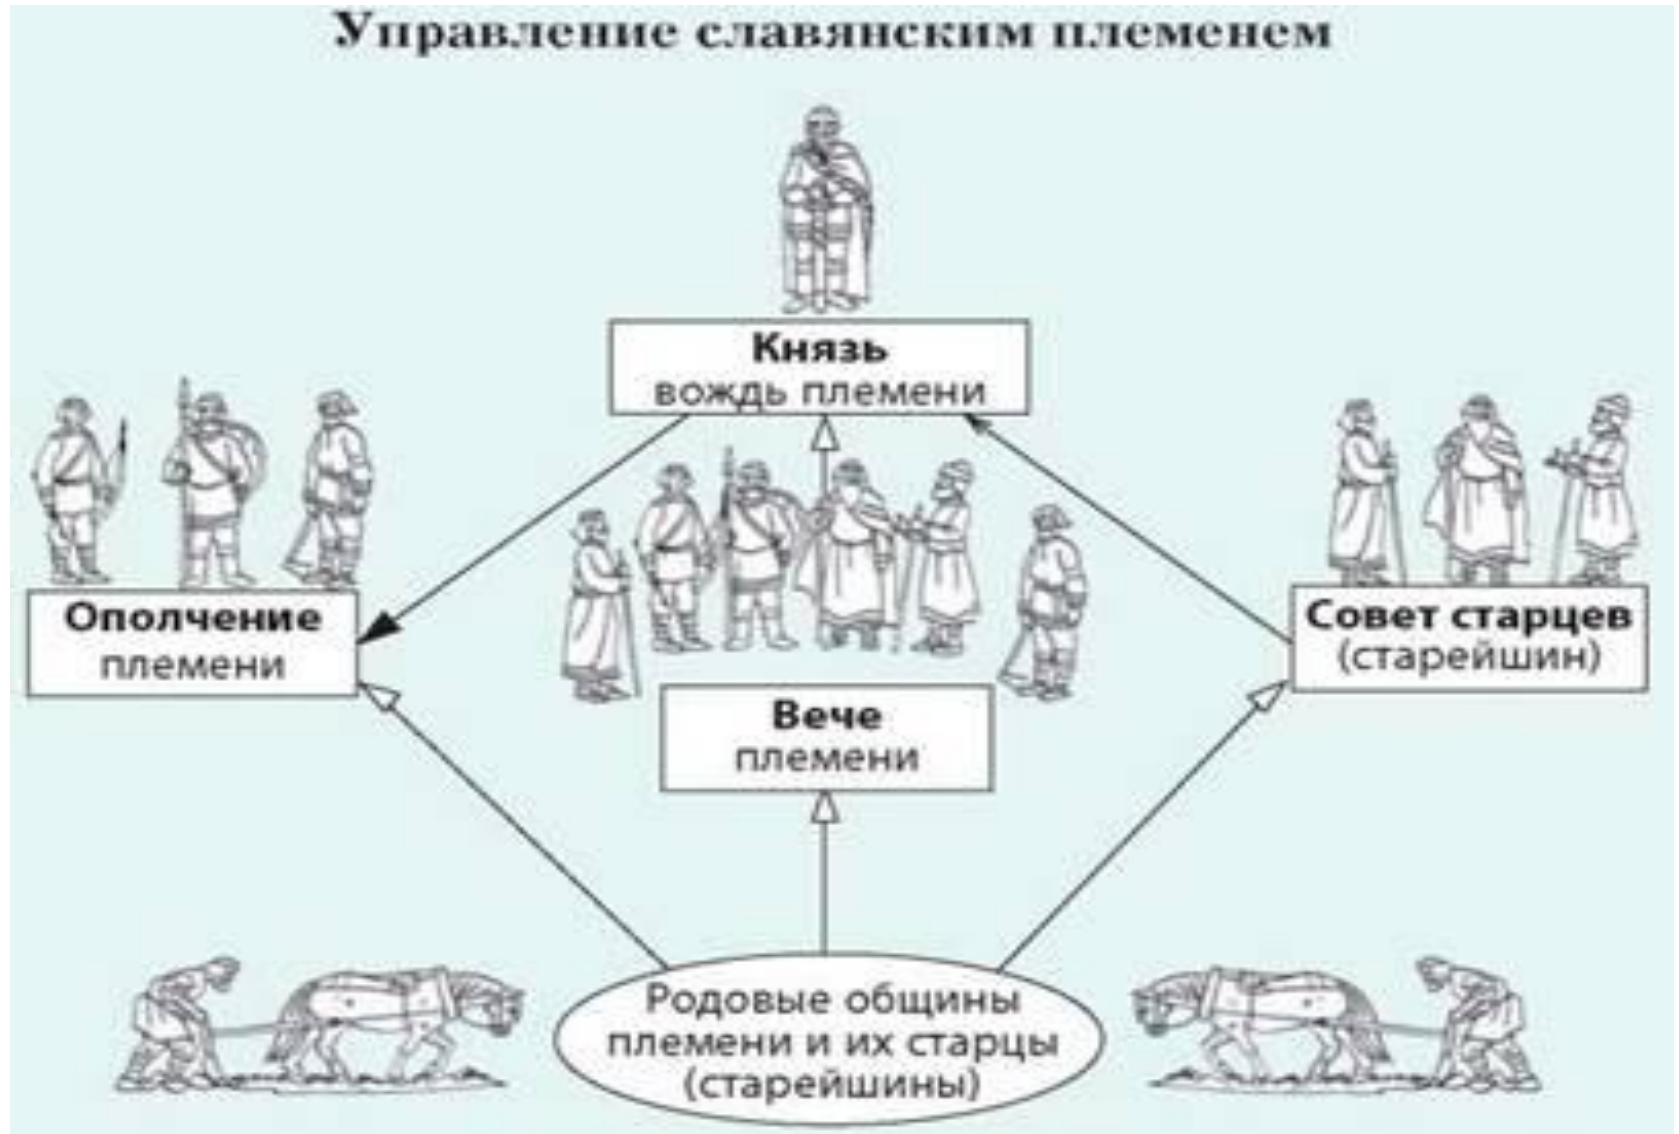 Управление славянским племенем
Князь
вождь племени
Ополчение
племени
Совет старцев
(старейшин)
Вече
племени
Родовые общины
племени и их старцы
(старейшины)